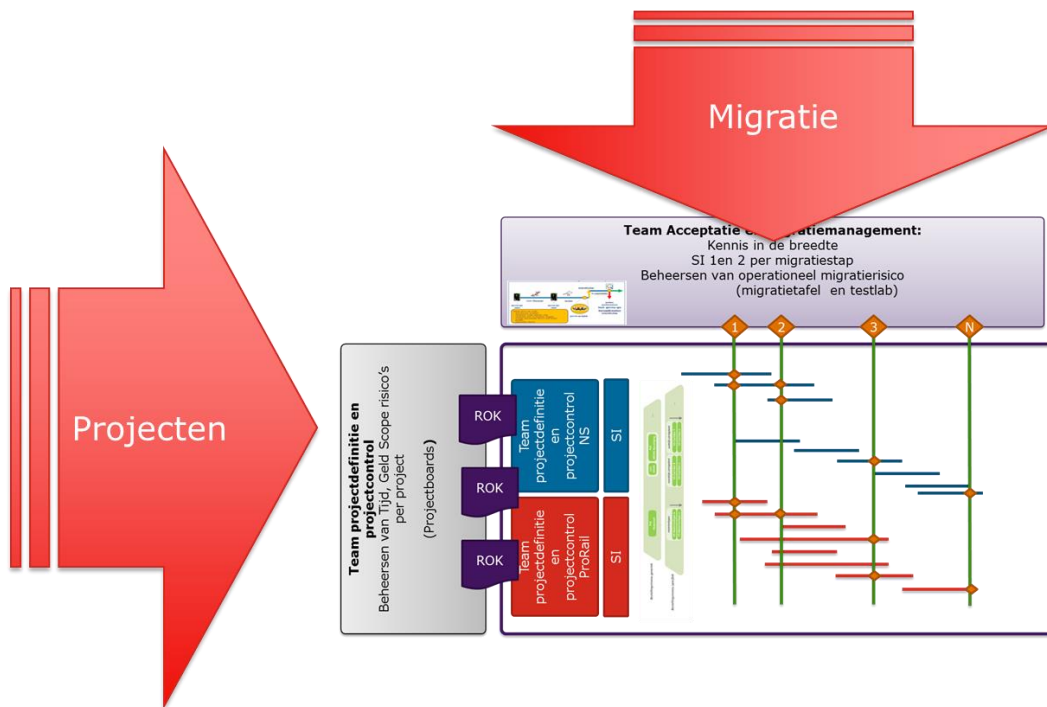 Migratie
Projecten
Team Acceptatie en Migratiemanagement:
Kennis in de breedte
SI 1en 2 per migratiestap
Beheersen van operationeel migratierisico
(migratietafel en testlab)
1
2
3
N
Team projectdefinitie en
projectcontrol
Beheersen van Tijd, Geld Scope risico's
per project
(Projectboards)
ROK
ROK
ROK
Team
projectdefinitie
en
projectcontrol
NS
SI
Team
projectdefinitie
en
projectcontrol
ProRail
SI